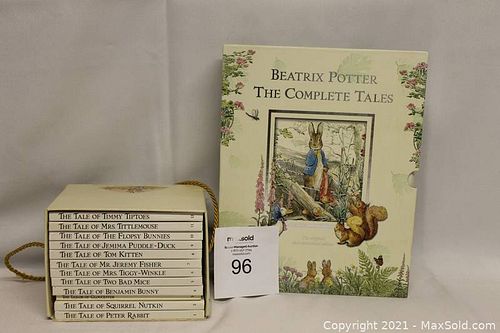 BEATRIX POTTER
THE COMPLETE TALES
THE TALE OF TIMMY TIPTOES
THE TALE OF MRS TITTLEMOUSE
THE TALE OF THE FLOPSY BUNNIES
THE TALE OF JEMIMA PUDDLE-DUCK
THE TALE OF TOM KITTEN
THE TALE OF MR. JEREMY FISHER
THE TALE OF MRS TIGGY-WINKLE
THE TALE OF TWO BAD MICE
THE TALE OF BENJAMIN BUNNY
THE TALE OF SQUIRREL NUTKIN
THE TALE OF PETER RABBIT
96
Copyright 2021 - MaxSold.com